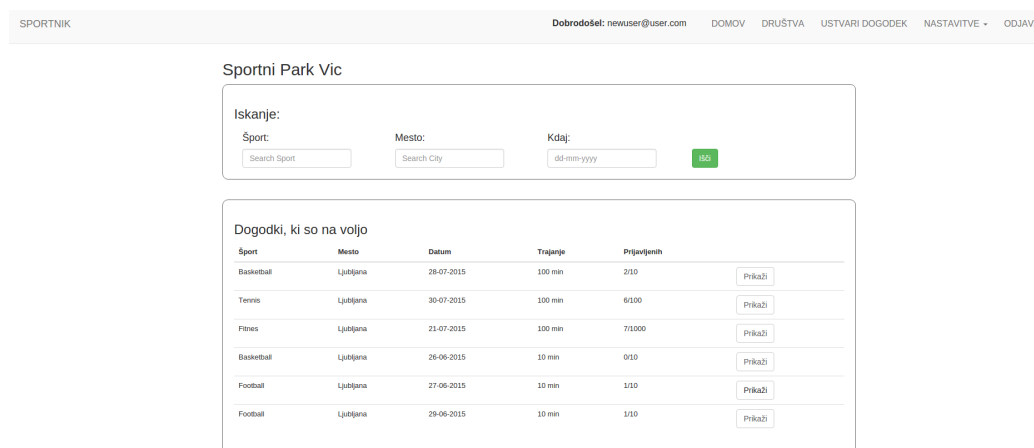 SPORTNIK Dobrodošel: newuser@user.com DOMOV DRUŠTVA USTVARI DOGODEK NASTAVITVE ODJAV
Sportni Park Vic
Iskanje:
Šport: Mesto: Kdaj:
Search Sport Search City dd-mm-yyyy Išči
Dogodki, ki so na voljo
Šport Mesto Datum Trajanje Prijavljenih
Basketball Ljubljana 28-07-2015 100 min 2/10 Prikaži
Tennis Ljubljana 30-07-2015 100 min 6/100 Prikaži
Fitnes Ljubljana 21-07-2015 100 min 7/1000 Prikaži
Basketball Ljubljana 26-06-2015 10 min 0/10 Prikaži
Football Ljubljana 27-06-2015 10 min 1/10 Prikaži
Football Ljubljana 29-06-2015 10 min 1/10 Prikaži